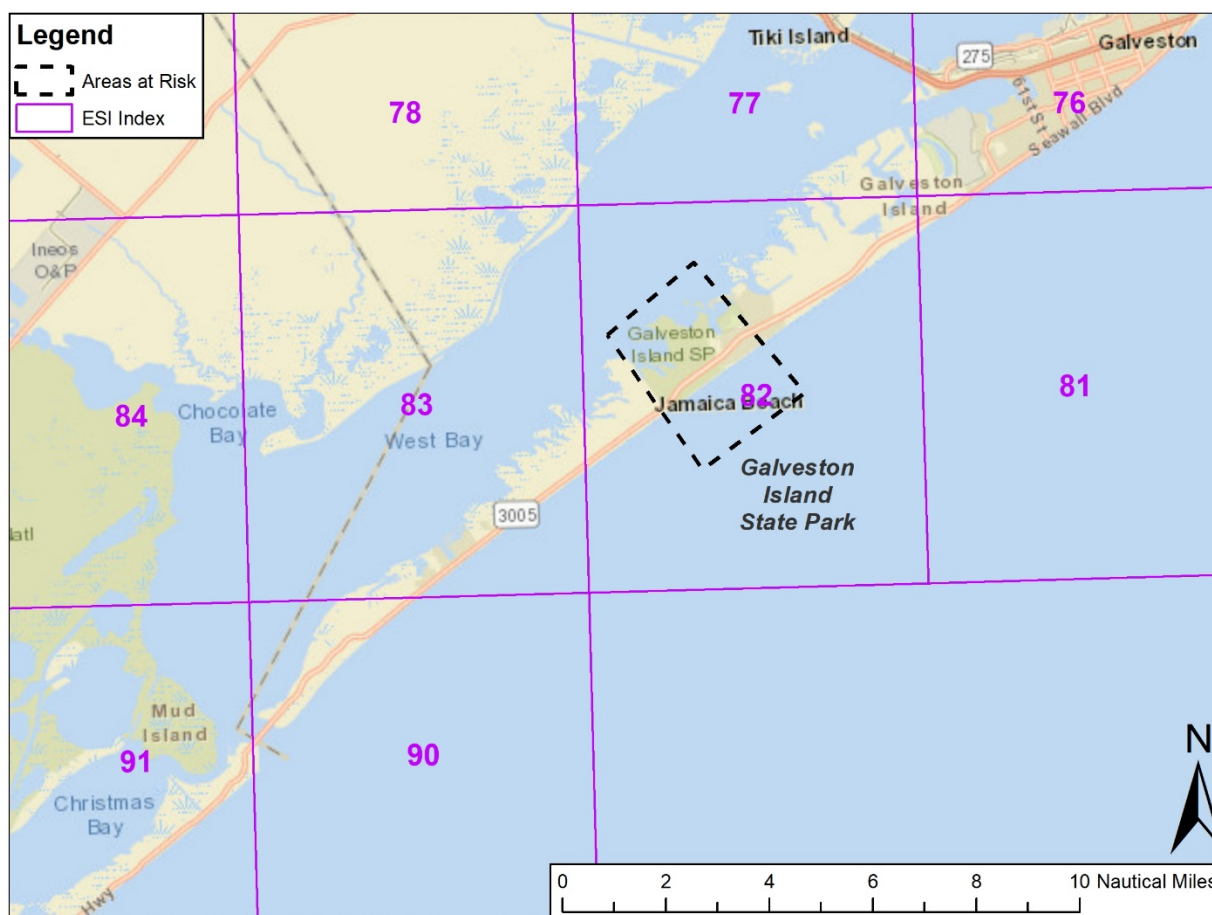 Legend
Areas at Risk
ESI Index
Tiki Island
275
Galveston
61st St
Seawall Blvd
78
77
76
Galveston
Island
Ineos
O&P
Galveston
Island SP
84
Chocolate
Bay
83
West Bay
82
Jamaica Beach
81
Galveston
Island
State Park
3005
Natl
Mud
Island
91
90
Christmas
Bay
Hwy
N
0 2 4 6 8 10 Nautical Miles